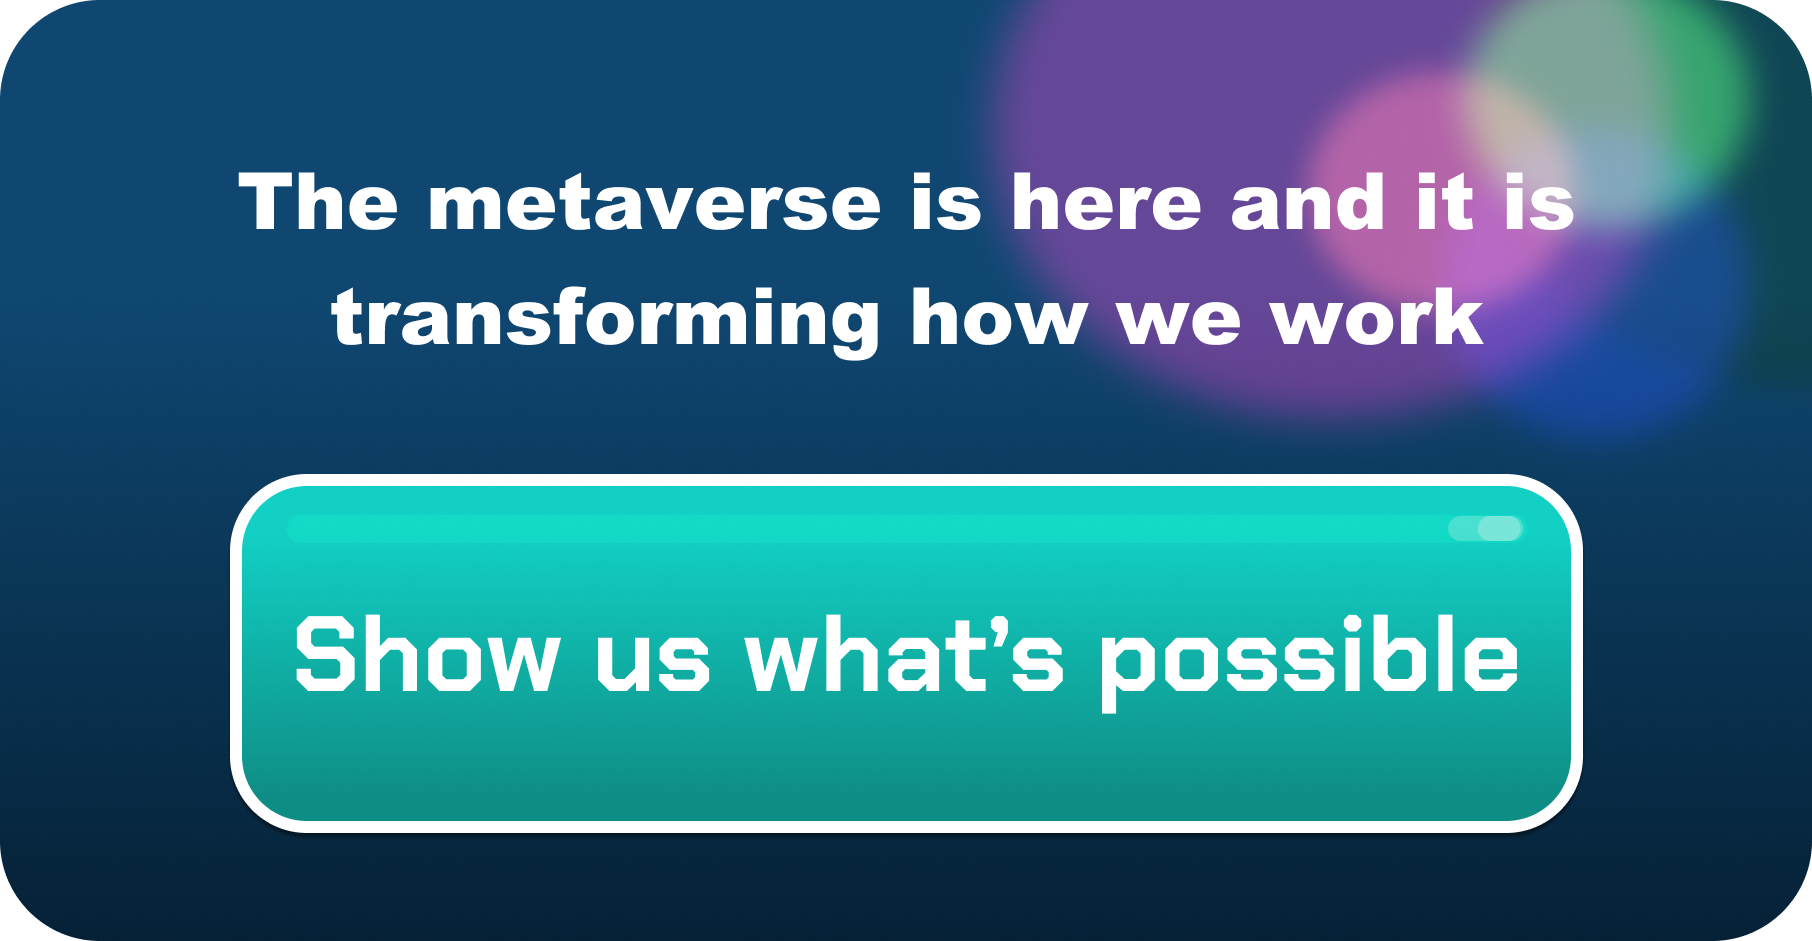 The metaverse is here and it is
transforming how we work
Show us what’s possible